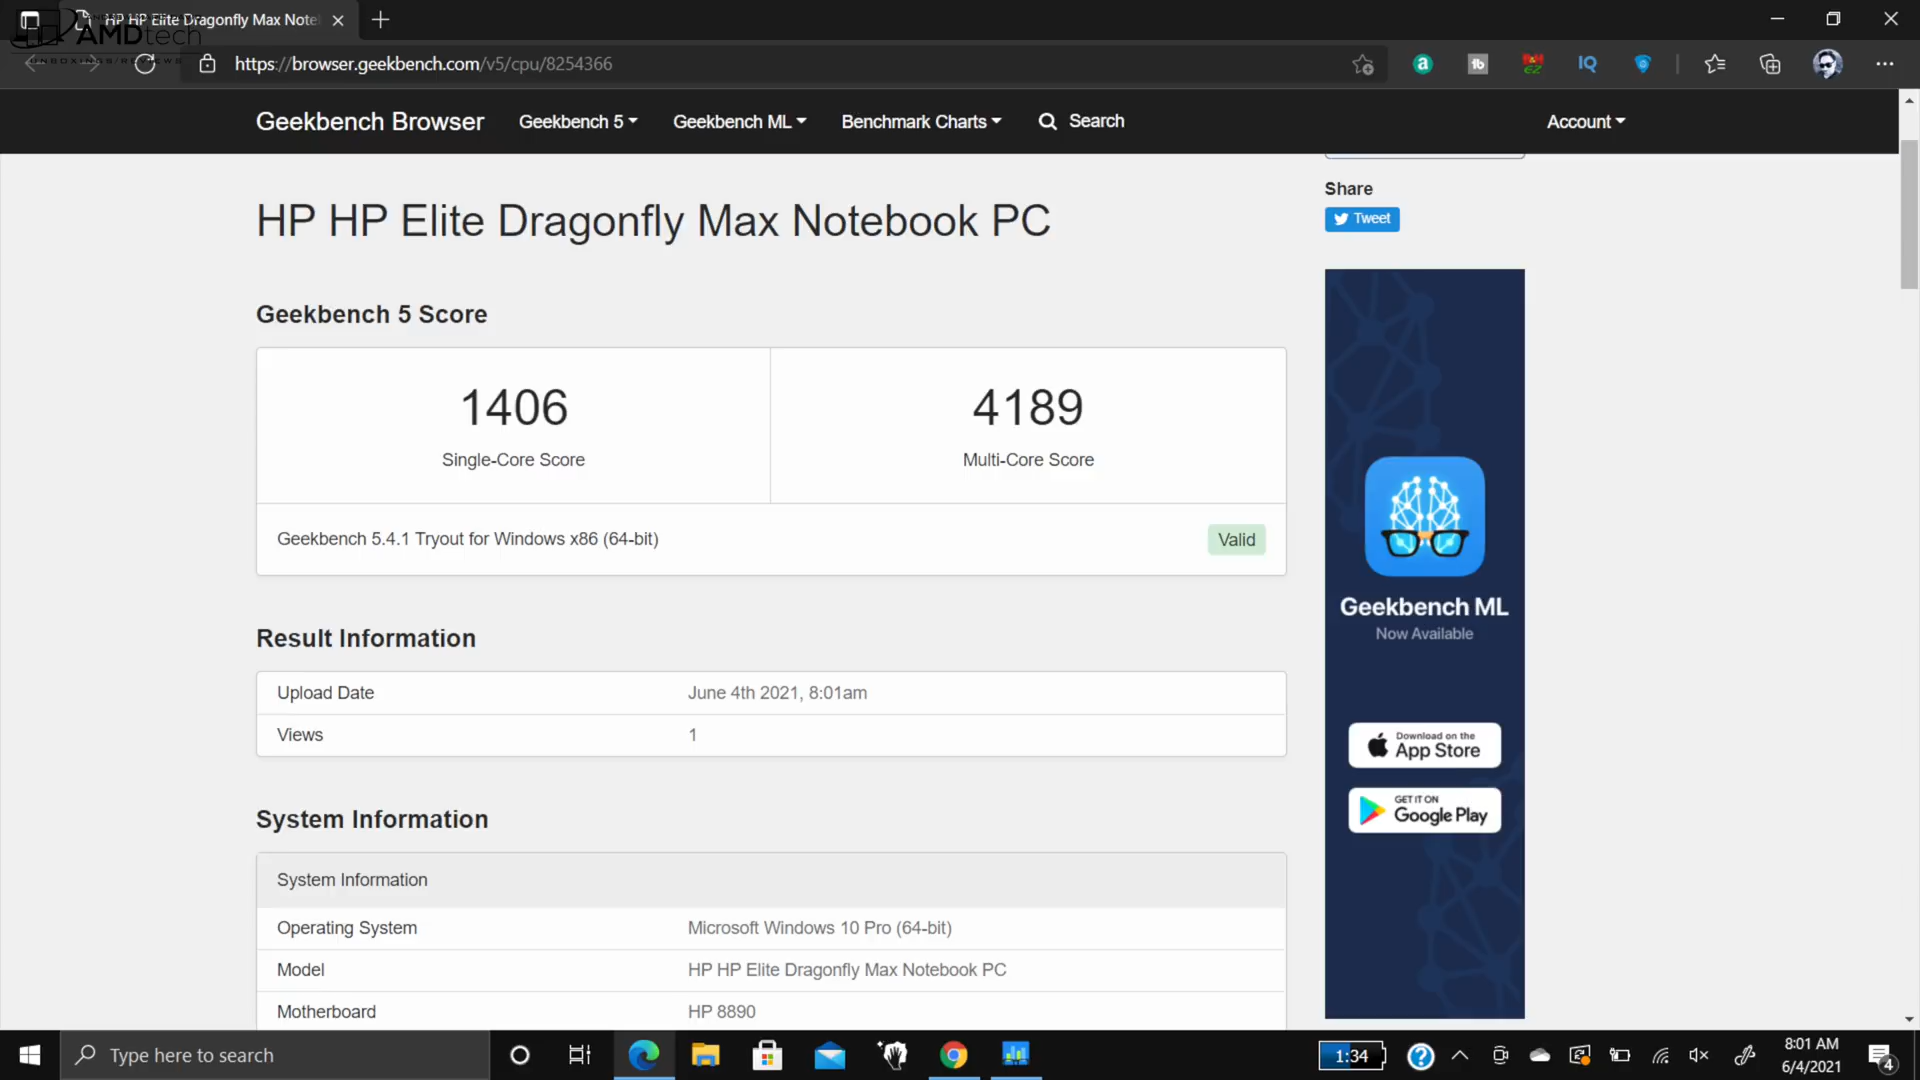 HP HP Elite Dragonfly Max Note
AMDtech
UNBOXINGS/REVIEWS
https://browser.geekbench.com/v5/cpu/8254366
a
tb
EZ
IQ
Geekbench Browser
Geekbench 5
Geekbench ML
Benchmark Charts
Search
Account
HP HP Elite Dragonfly Max Notebook PC
Share
Tweet
Geekbench 5 Score
1406
4189
Single-Core Score
Multi-Core Score
Geekbench 5.4.1 Tryout for Windows x86 (64-bit)
Valid
Geekbench ML
Now Available
Download on the
App Store
GET IT ON
Google Play
Result Information
Upload Date
June 4th 2021, 8:01am
Views
1
System Information
System Information
Operating System
Microsoft Windows 10 Pro (64-bit)
Model
HP HP Elite Dragonfly Max Notebook PC
Motherboard
HP 8890
Type here to search
1:34
8:01 AM
6/4/2021
4